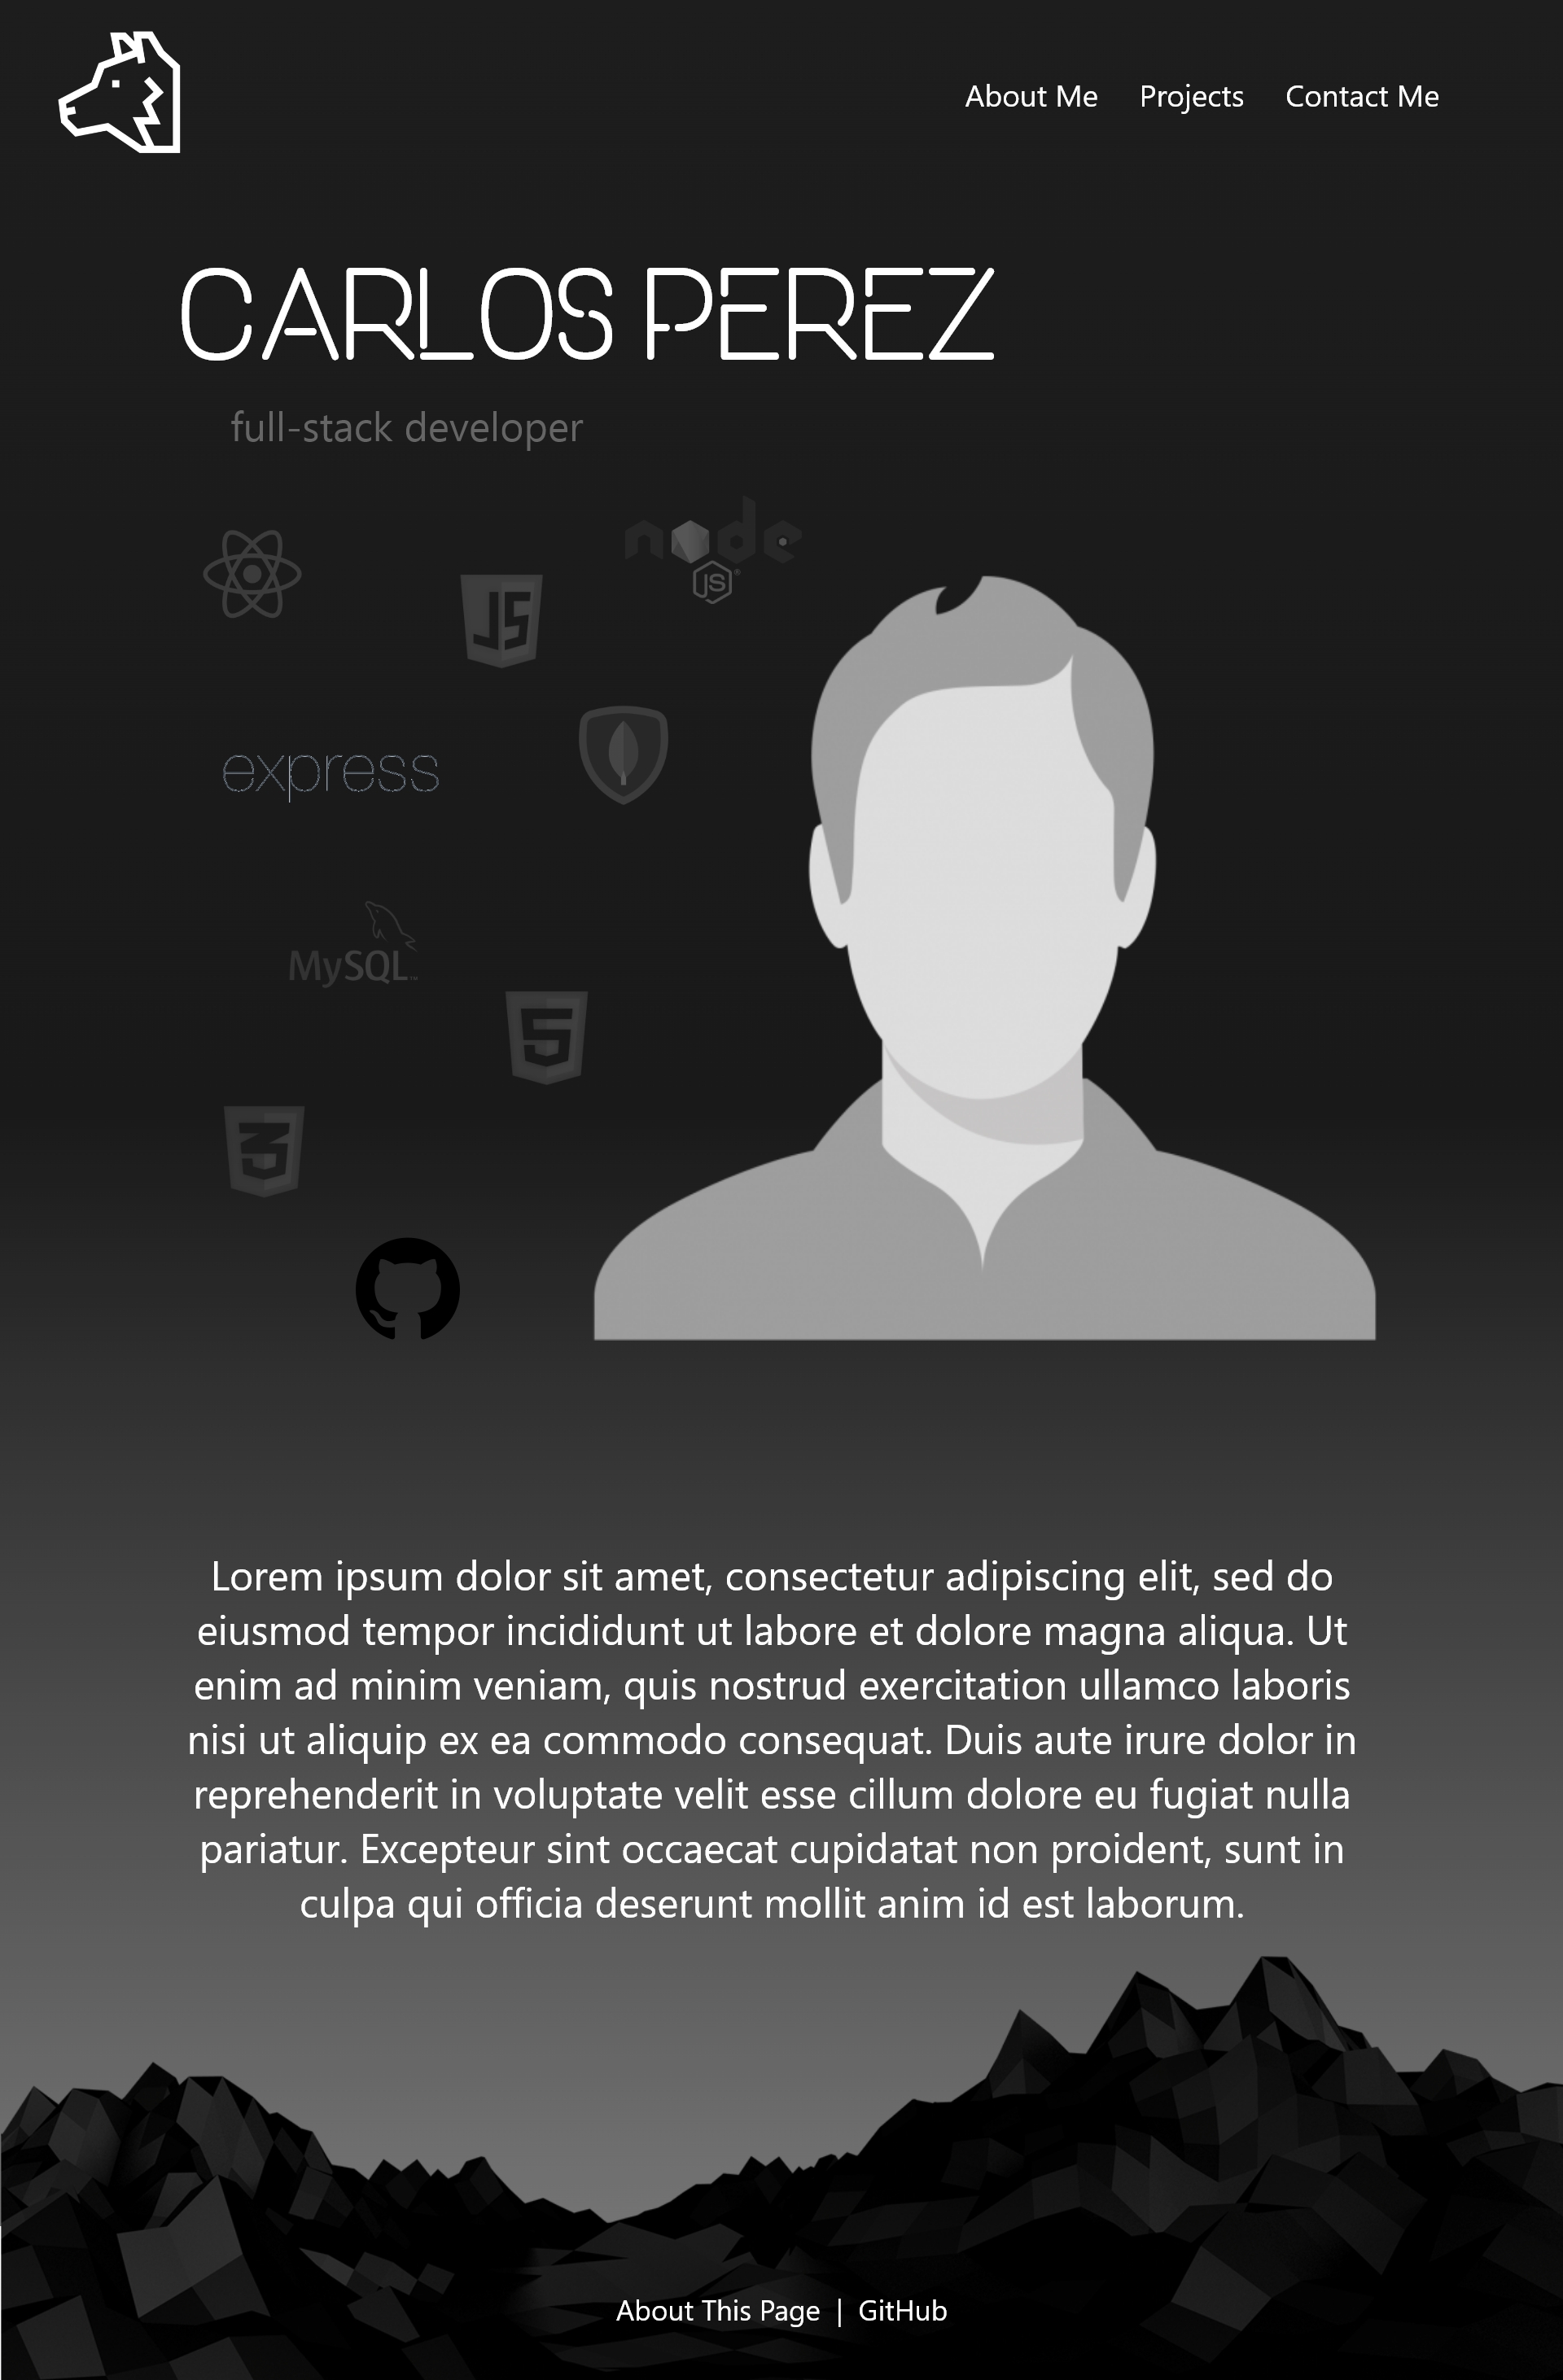 About Me Projects Contact Me
CARLOS PEREZ
full-stack developer
node
JS
JS
express
MySQL
5
3
Lorem ipsum dolor sit amet, consectetur adipiscing elit, sed do
eiusmod tempor incididunt ut labore et dolore magna aliqua. Ut
enim ad minim veniam, quis nostrud exercitation ullamco laboris
nisi ut aliquip ex ea commodo consequat. Duis aute irure dolor in
reprehenderit in voluptate velit esse cillum dolore eu fugiat nulla
pariatur. Excepteur sint occaecat cupidatat non proident, sunt in
culpa qui officia deserunt mollit anim id est laborum.
About This Page | GitHub